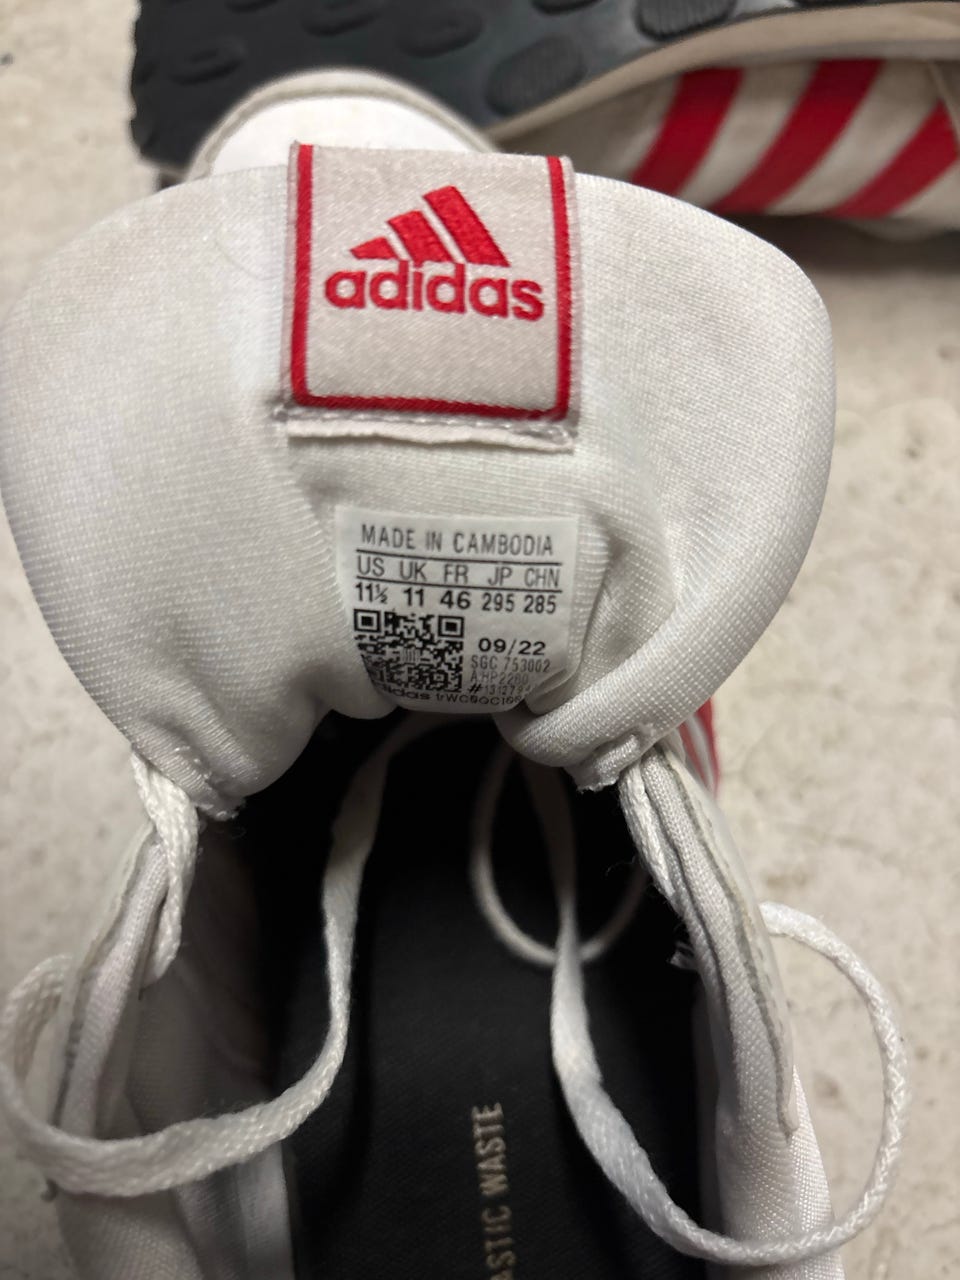 adidas
MADE IN CAMBODIA
US UK FR JP CHN
11½ 11 46 295 285
09/22
SGC 753002
adidas
ASTIC WASTE